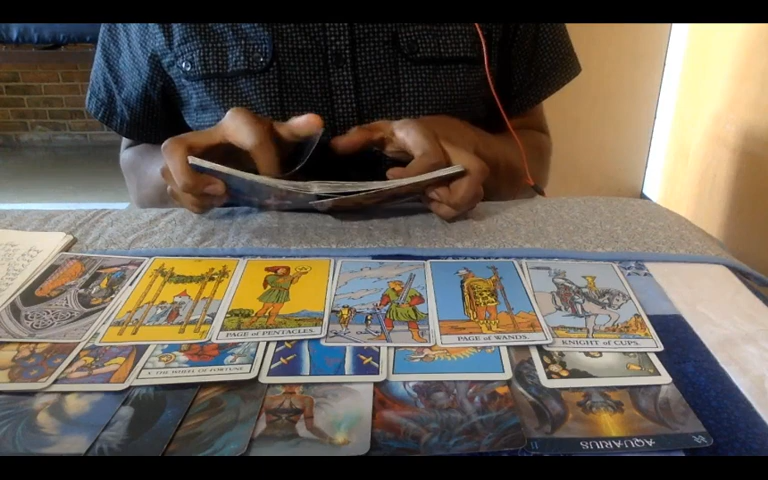 PAGE of PENTACLES.
PAGE of WANDS.
KNIGHT of CUPS.
V THE WHEEL OF FORTUNE
AQUARIUS